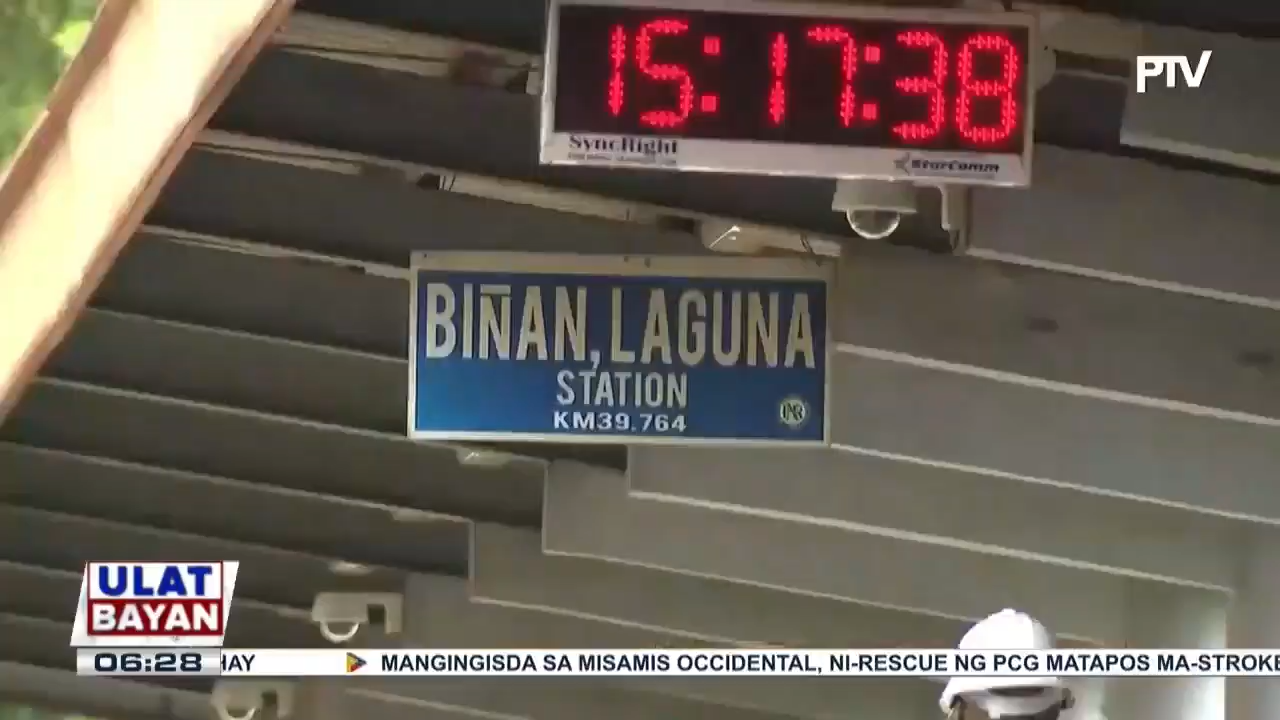 15:17:38
PTV
SyncRight
StarComm
BIÑAN, LAGUNA
STATION
KM39.764
PNR
ULAT
BAYAN
06:28 HAY MANGINGISDA SA MISAMIS OCCIDENTAL, NI-RESCUE NG PCG MATAPOS MA-STROKE